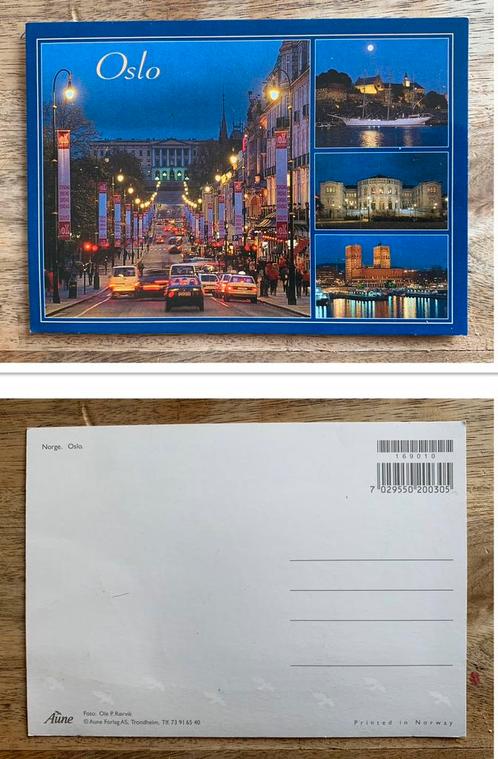 Oslo
Norge. Oslo.
169010
7 029550 200305
Aune
Foto: Ole P. Rørvik
© Aune Forlag AS, Trondheim, Tlf. 73 91 65 40
Printed in Norway